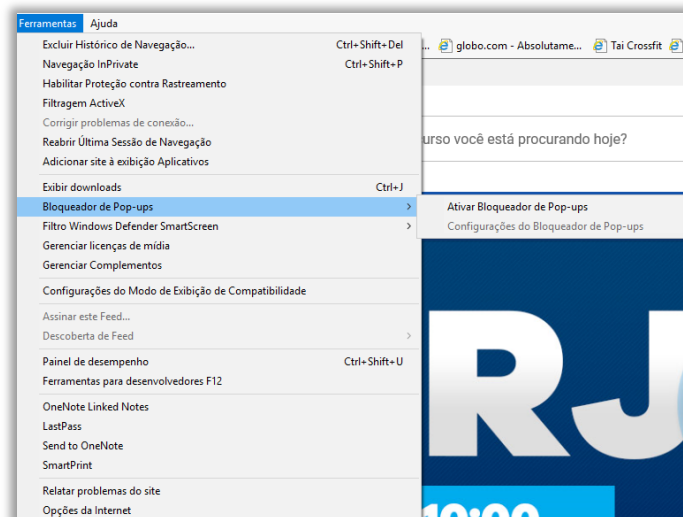 Ferramentas Ajuda
Excluir Histórico de Navegação... Ctrl+Shift+Del
... globo.com - Absolutame... Tai Crossfit
Navegação InPrivate Ctrl+Shift+P
Habilitar Proteção contra Rastreamento
Filtragem ActiveX
Corrigir problemas de conexão...
Reabrir Última Sessão de Navegação
urso você está procurando hoje?
Adicionar site à exibição Aplicativos
Exibir downloads Ctrl+J
Bloqueador de Pop-ups >
Ativar Bloqueador de Pop-ups
Filtro Windows Defender SmartScreen >
Configurações do Bloqueador de Pop-ups
Gerenciar licenças de mídia
Gerenciar Complementos
Configurações do Modo de Exibição de Compatibilidade
Assinar este Feed...
Descoberta de Feed >
Painel de desempenho Ctrl+Shift+U
Ferramentas para desenvolvedores F12
OneNote Linked Notes
LastPass
Send to OneNote
SmartPrint
Relatar problemas do site
Opções da Internet
RJ